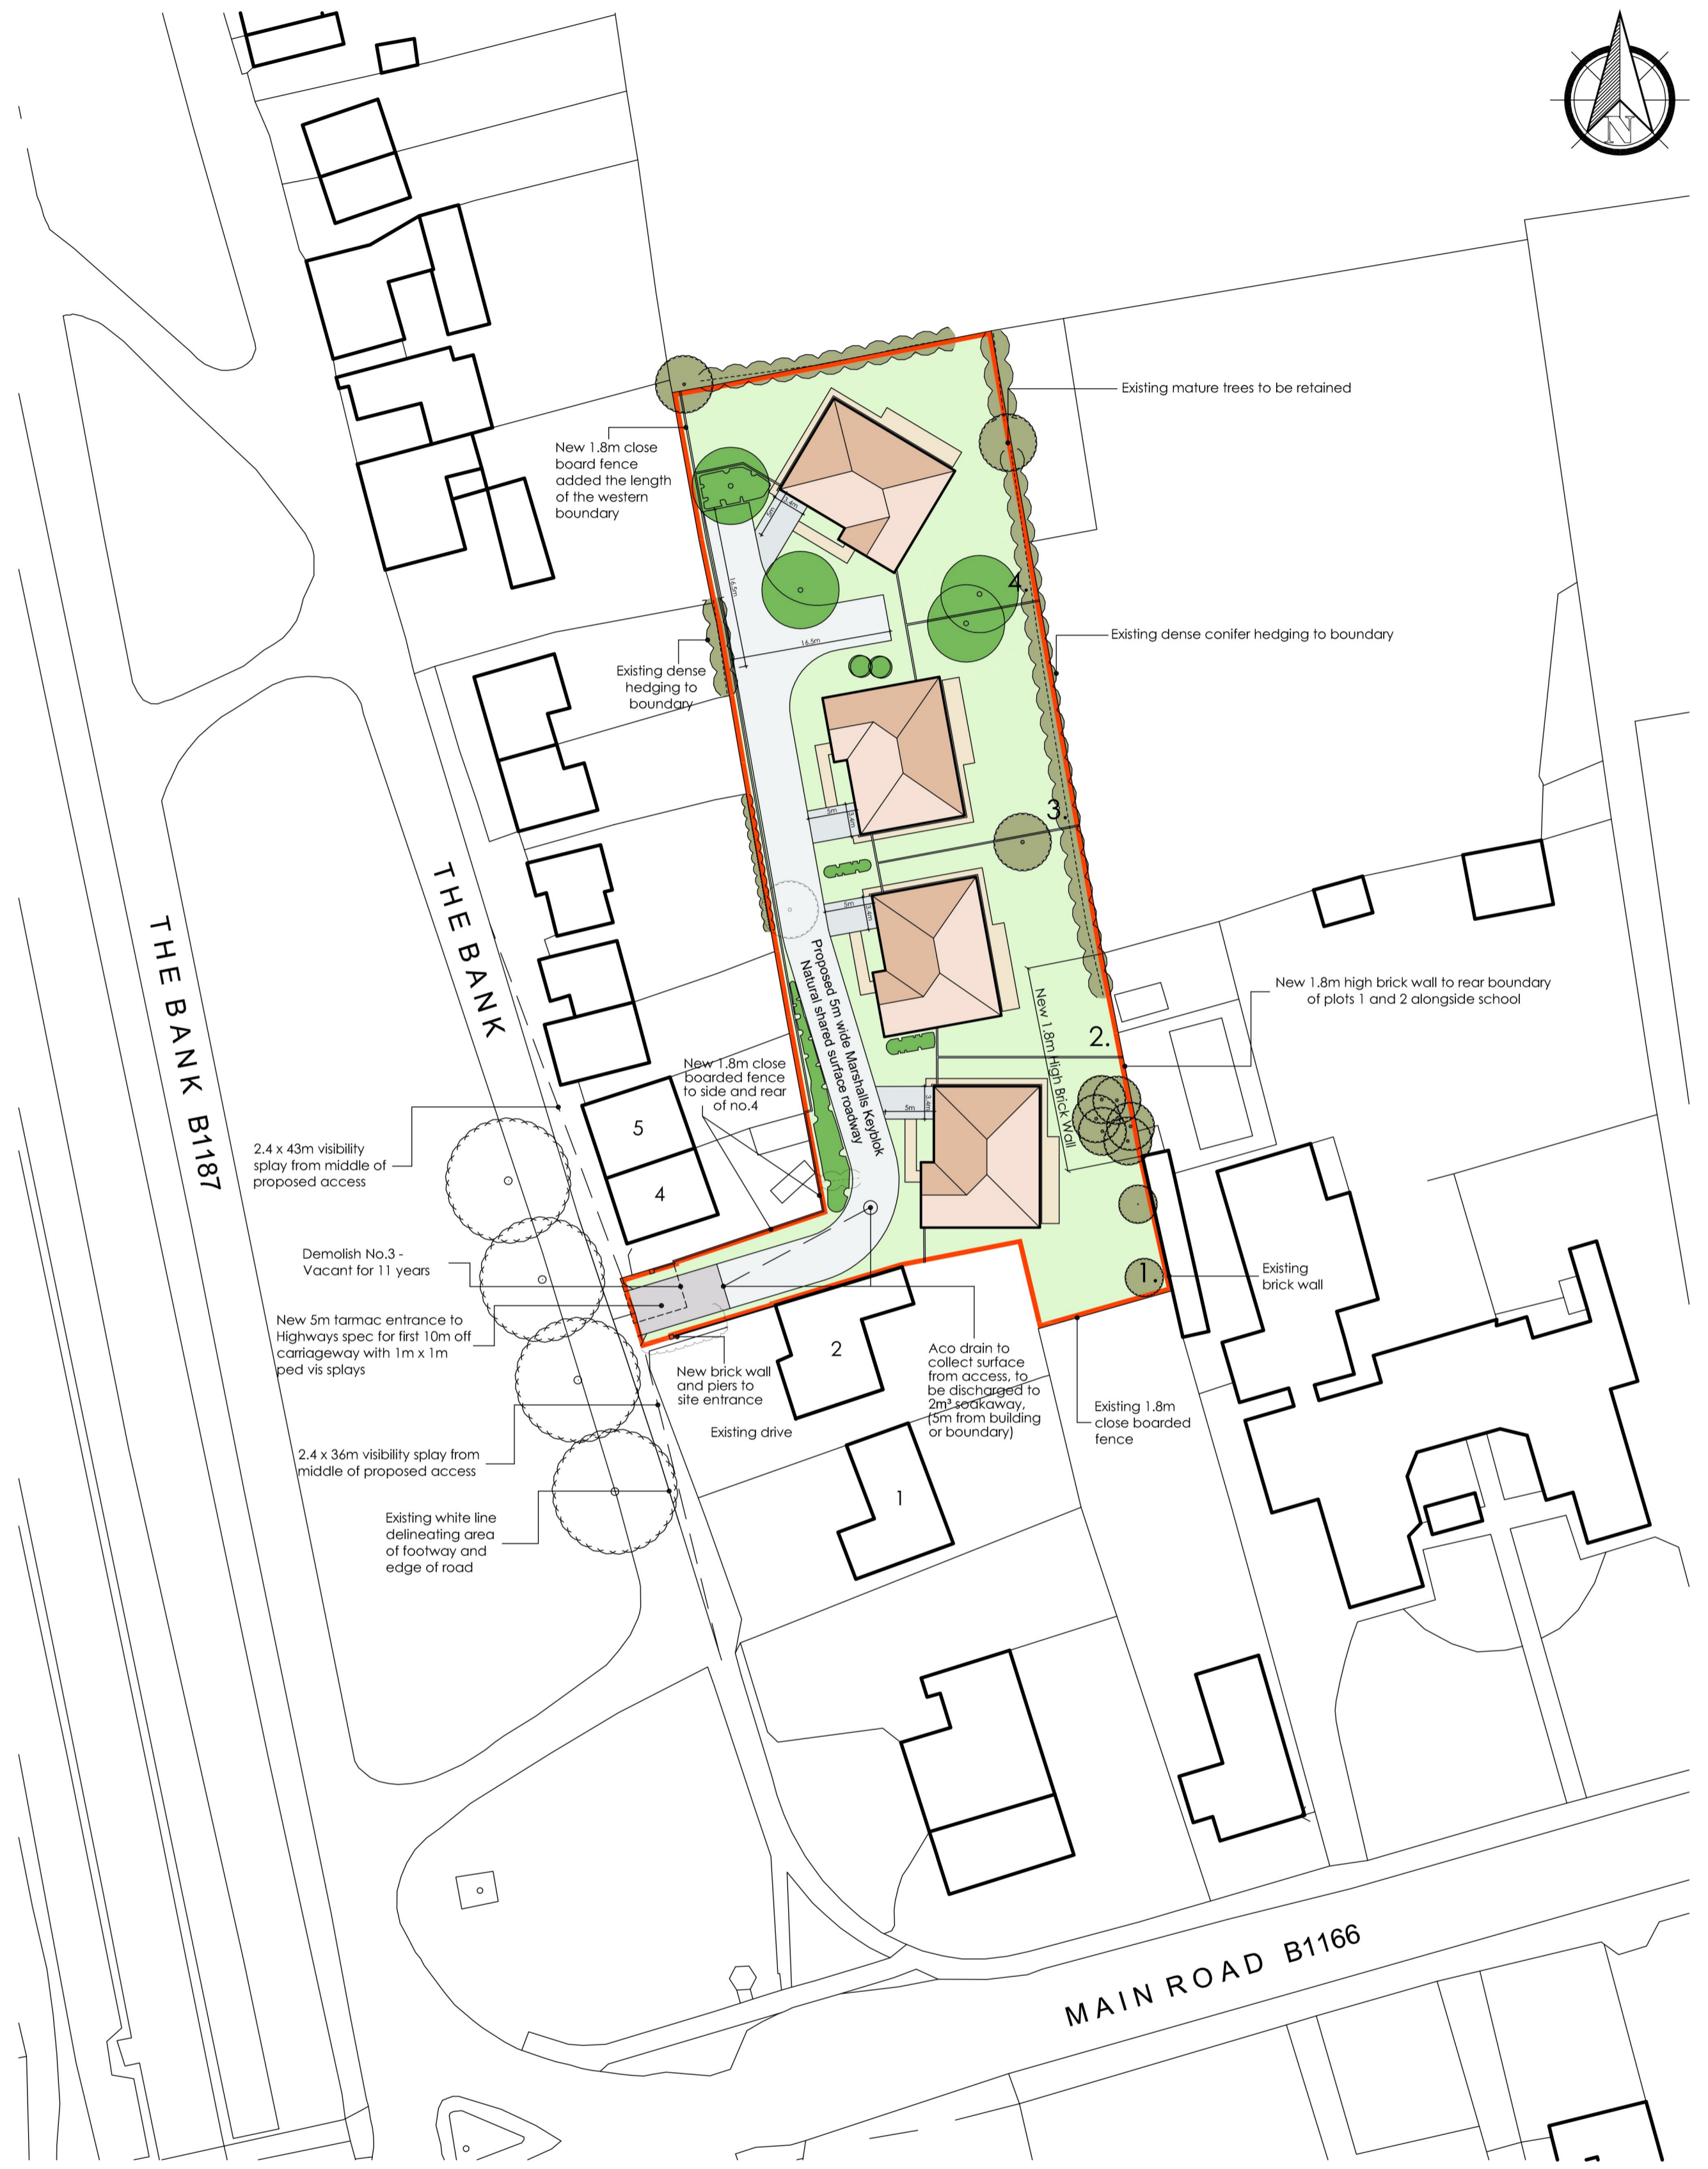 N
Existing mature trees to be retained
New 1.8m close
board fence
added the length
of the western
boundary
3.4m
5m
16.5m
4.
16.5m
Existing dense conifer hedging to boundary
Existing dense
hedging to
boundary
3.
5m
3.4m
THE BANK
THE BANK B1187
5m
3.4m
Proposed 5m wide Marshalls Keyblok
Natural shared surface roadway
New 1.8m high brick wall to rear boundary
of plots 1 and 2 alongside school
New 1.8m High Brick Wall
2.
New 1.8m close
boarded fence
to side and rear
of no.4
5m
3.4m
5
4
2.4 x 43m visibility
splay from middle of
proposed access
Demolish No.3 -
Vacant for 11 years
1.
Existing
brick wall
New 5m tarmac entrance to
Highways spec for first 10m off
carriageway with 1m x 1m
ped vis splays
2
New brick wall
and piers to
site entrance
Aco drain to
collect surface
from access, to
be discharged to
2m³ soakaway,
(5m from building
or boundary)
Existing drive
Existing 1.8m
close boarded
fence
2.4 x 36m visibility splay from
middle of proposed access
1
Existing white line
delineating area
of footway and
edge of road
MAIN ROAD B1166